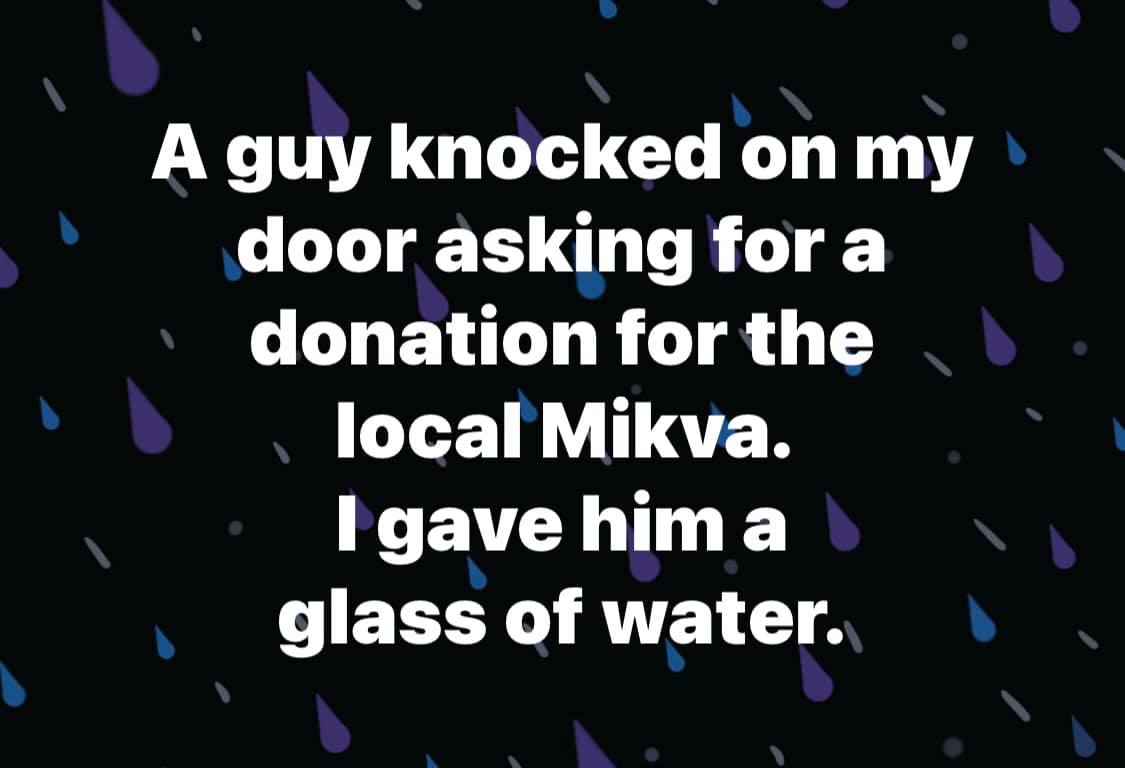 A guy knocked on my
door asking for a
donation for the
local Mikva.
I gave him a
glass of water.